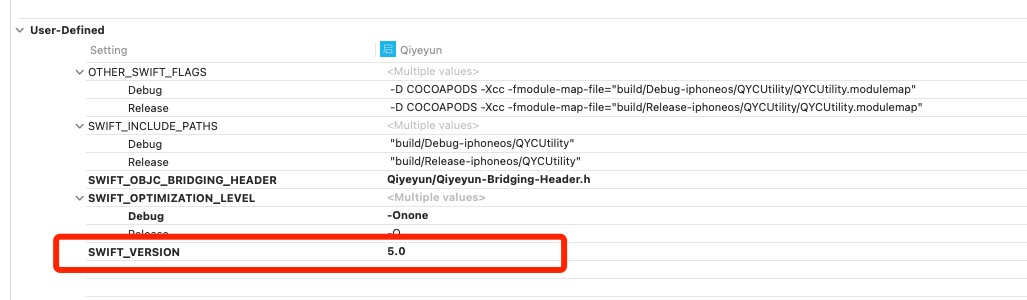 User-Defined
Setting Qiyeyun
OTHER_SWIFT_FLAGS <Multiple values>
Debug -D COCOAPODS -Xcc -fmodule-map-file="build/Debug-iphoneos/QYCUtility/QYCUtility.modulemap"
Release -D COCOAPODS -Xcc -fmodule-map-file="build/Release-iphoneos/QYCUtility/QYCUtility.modulemap"
SWIFT_INCLUDE_PATHS <Multiple values>
Debug "build/Debug-iphoneos/QYCUtility"
Release "build/Release-iphoneos/QYCUtility"
SWIFT_OBJC_BRIDGING_HEADER Qiyeyun/Qiyeyun-Bridging-Header.h
SWIFT_OPTIMIZATION_LEVEL <Multiple values>
Debug -Onone
Release -O
SWIFT_VERSION 5.0